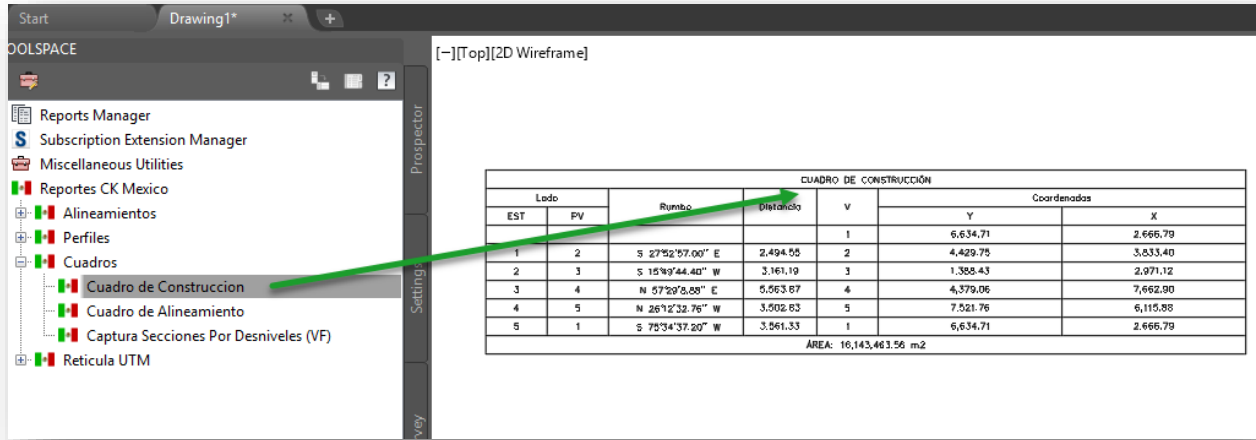 Start Drawing1* × +
OOLSPACE
[−][Top][2D Wireframe]
?
Reports Manager
S Subscription Extension Manager
Miscellaneous Utilities
Reportes CK Mexico
Alineamientos
Perfiles
Cuadros
Cuadro de Construccion
Cuadro de Alineamiento
Captura Secciones Por Desniveles (VF)
Reticula UTM
Prospector
Settings
rvey
CUADRO DE CONSTRUCCIÓN
Lado Rumbo Distancia V Coordenadas
EST PV Y X
1 6,634.71 2,666.79
1 2 S 27°52'57.00" E 2,494.55 2 4,429.75 3,833.40
2 3 S 15°49'44.40" W 3,161.19 3 1,388.43 2,971.12
3 4 N 57°29'8.88" E 5,563.87 4 4,379.06 7,662.90
4 5 N 26°12'32.76" W 3,502.83 5 7,521.76 6,115.88
5 1 S 75°34'37.20" W 3,561.33 1 6,634.71 2,666.79
ÁREA: 16,143,463.56 m2